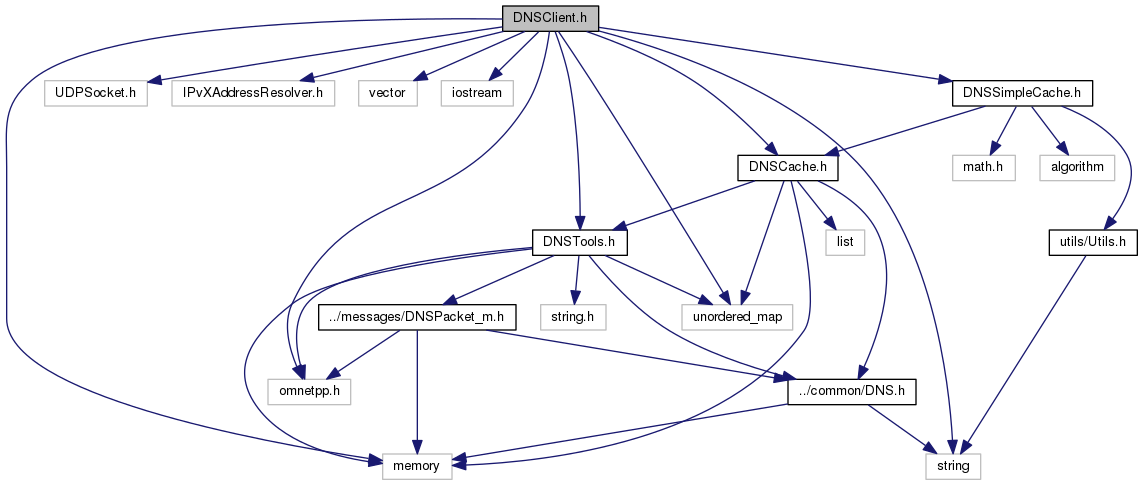 DNSClient.h
UDPSocket.h
IPvXAddressResolver.h
vector
iostream
DNSSimpleCache.h
DNSCache.h
math.h
algorithm
DNSTools.h
list
utils/Utils.h
../messages/DNSPacket_m.h
string.h
unordered_map
omnetpp.h
../common/DNS.h
memory
string